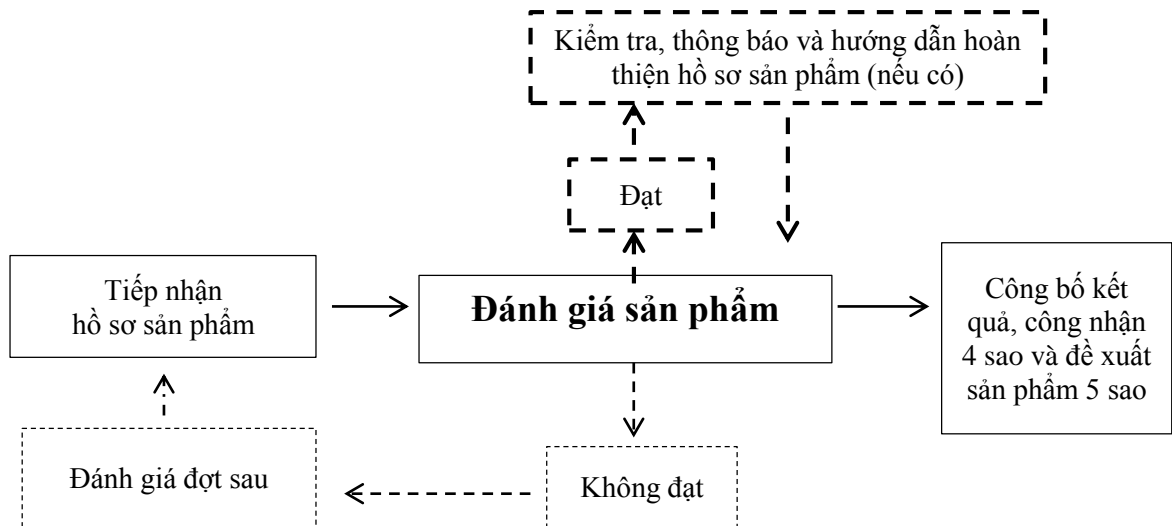 Kiểm tra, thông báo và hướng dẫn hoàn
thiện hồ sơ sản phẩm (nếu có)
Đạt
Tiếp nhận
hồ sơ sản phẩm
Đánh giá sản phẩm
Công bố kết
quả, công nhận
4 sao và đề xuất
sản phẩm 5 sao
Đánh giá đợt sau
Không đạt